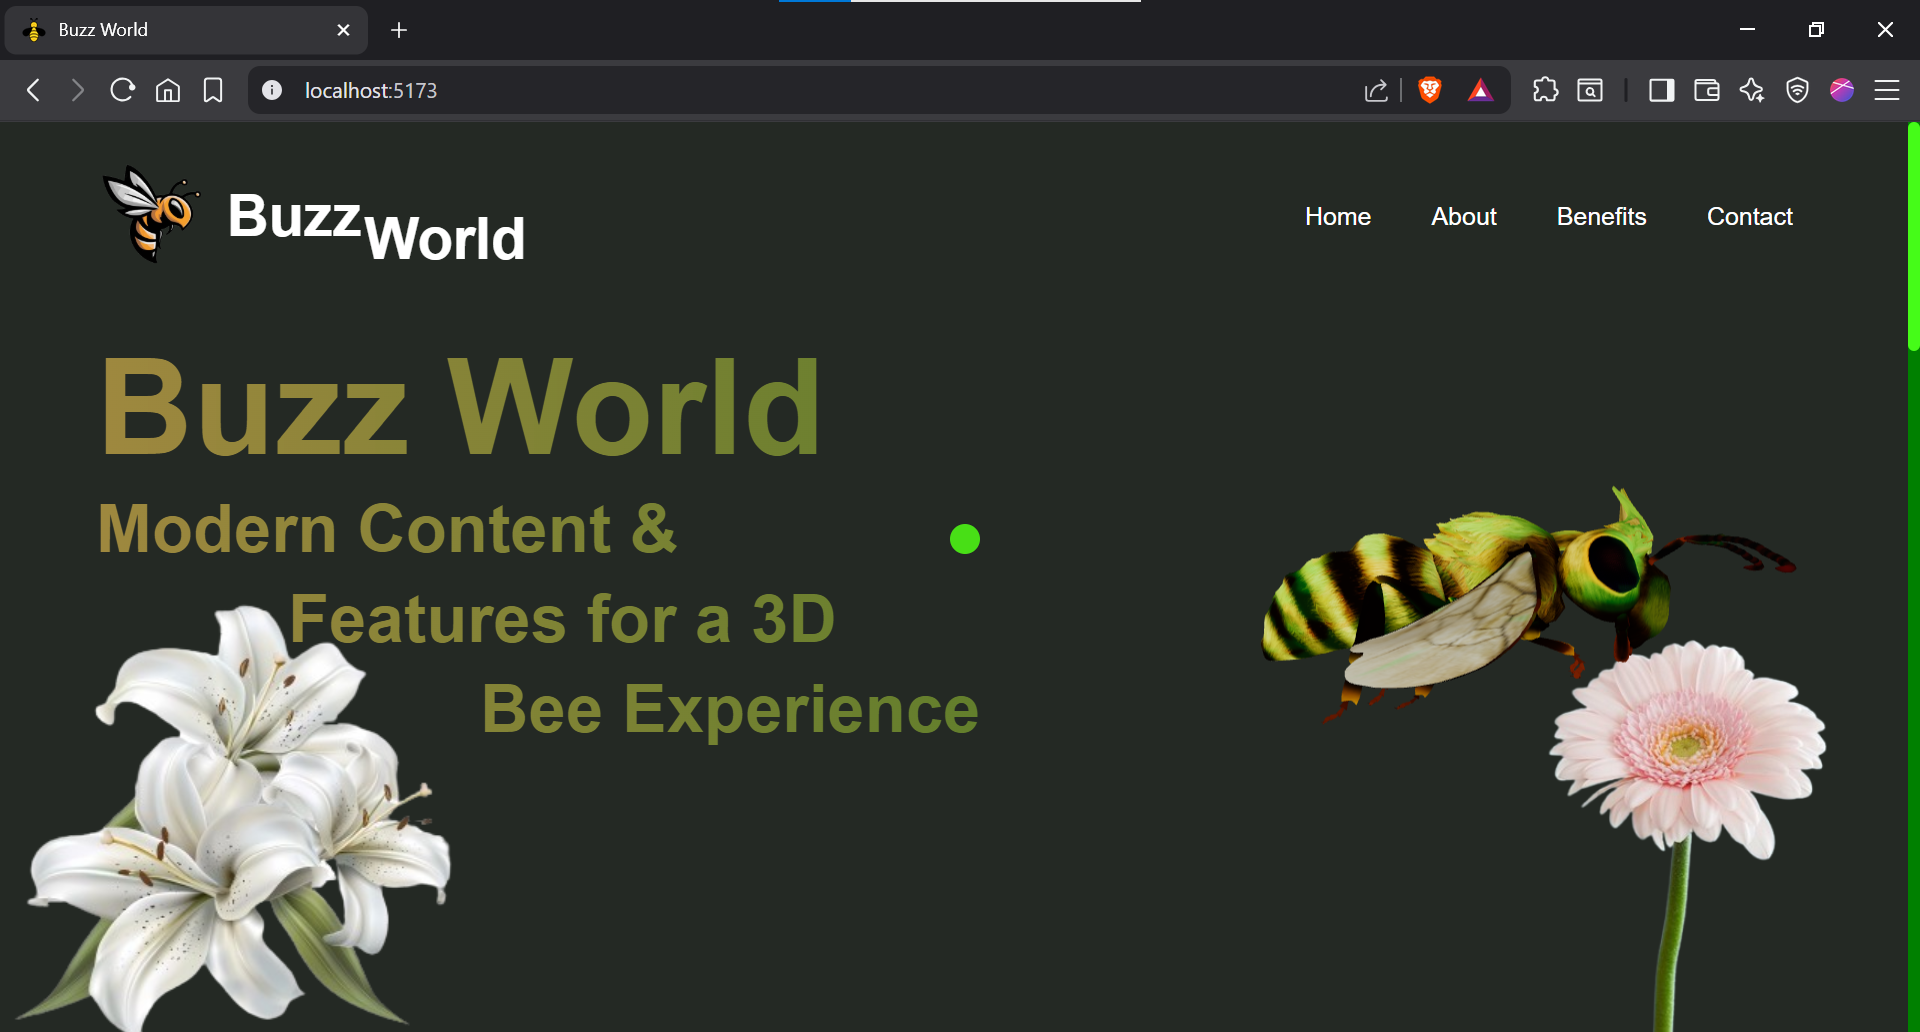 Buzz World
localhost:5173
Buzz World
Home About Benefits Contact
Buzz World
Modern Content &
Features for a 3D
Bee Experience